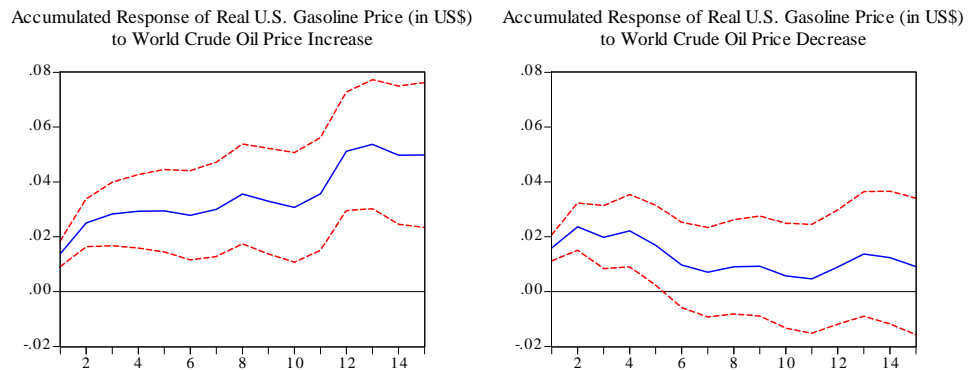 Accumulated Response of Real U.S. Gasoline Price (in US$)
to World Crude Oil Price Increase
.08
.06
.04
.02
.00
-.02
2 4 6 8 10 12 14
Accumulated Response of Real U.S. Gasoline Price (in US$)
to World Crude Oil Price Decrease
.08
.06
.04
.02
.00
-.02
2 4 6 8 10 12 14